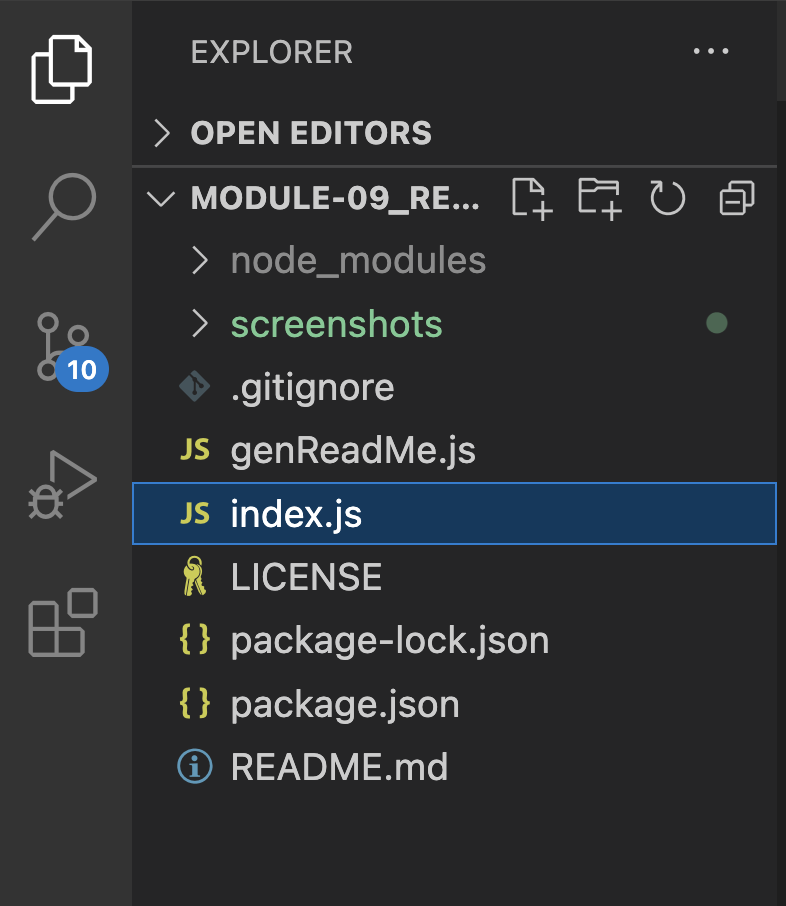 EXPLORER
OPEN EDITORS
MODULE-09_RE...
node_modules
screenshots
.gitignore
JS genReadMe.js
JS index.js
10
LICENSE
{} package-lock.json
{} package.json
README.md